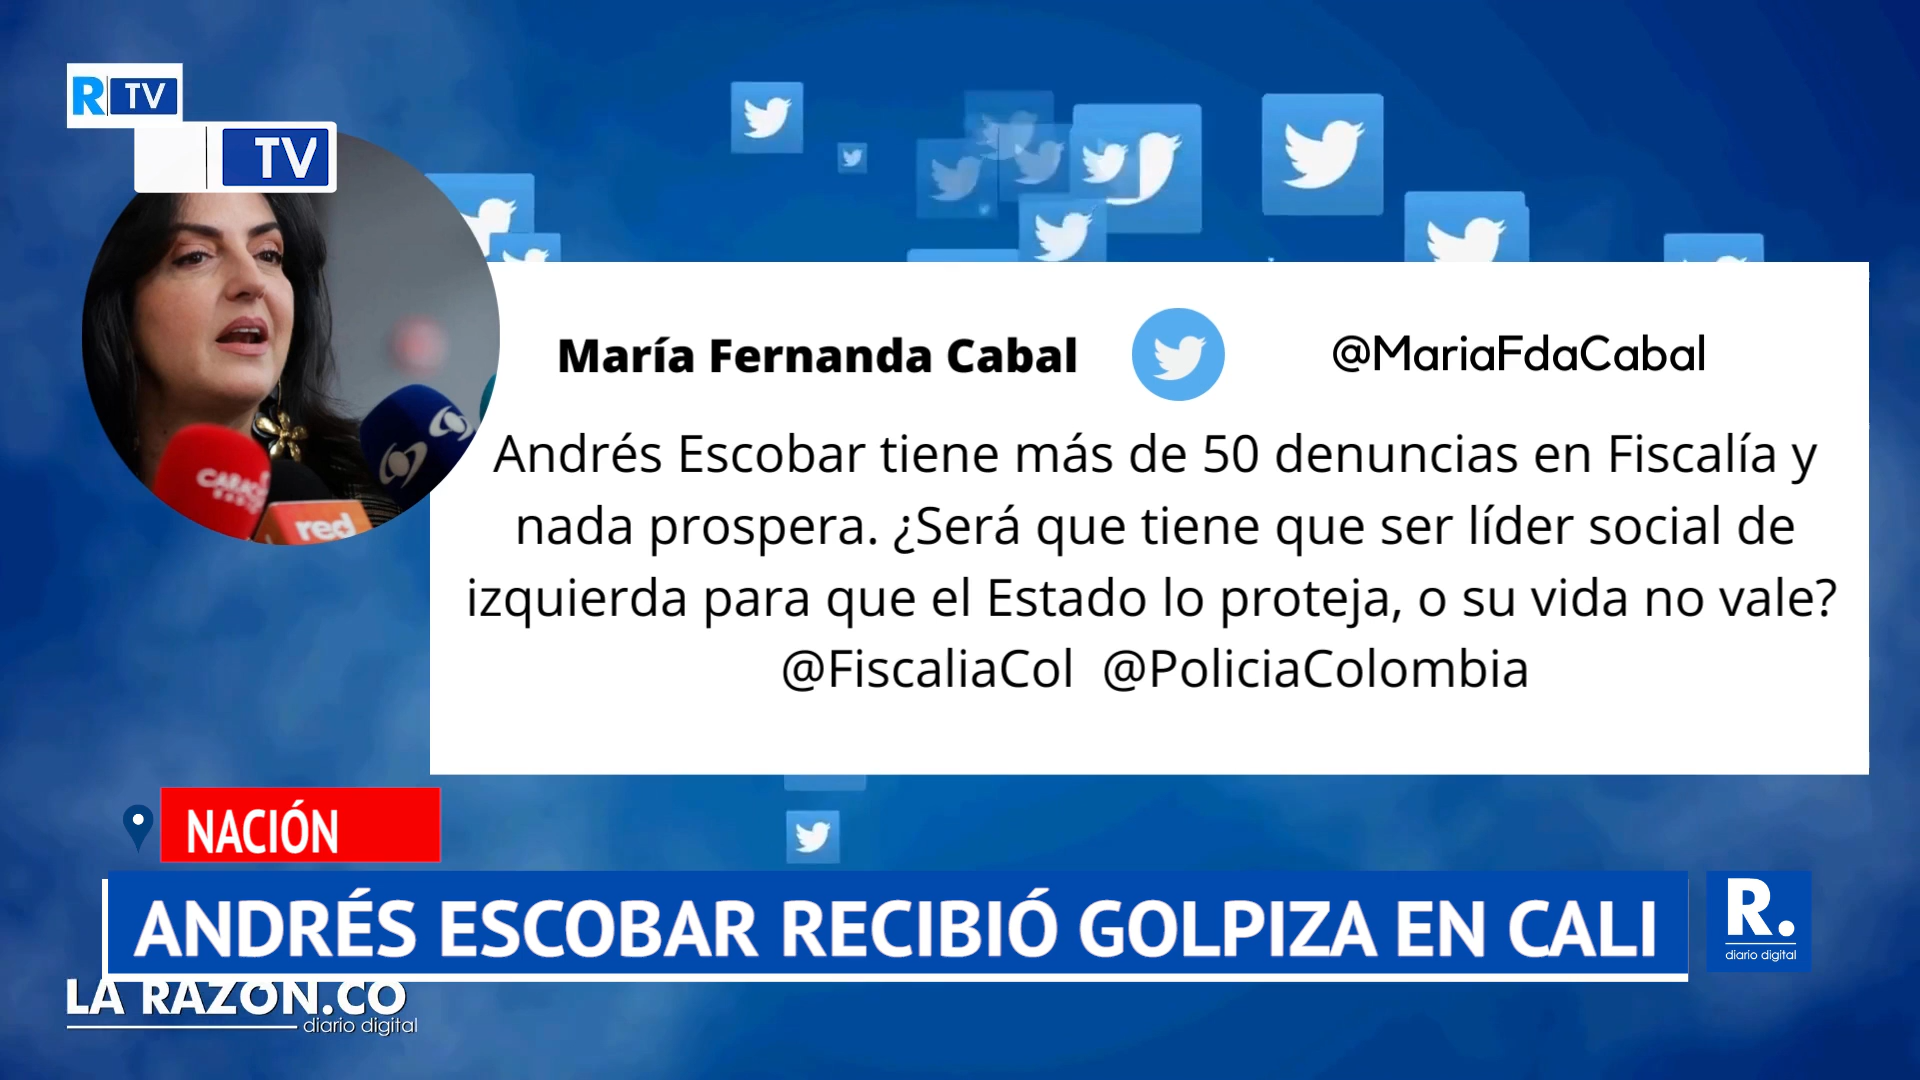 R TV
TV
María Fernanda Cabal
@MariaFdaCabal
Andrés Escobar tiene más de 50 denuncias en Fiscalía y
nada prospera. ¿Será que tiene que ser líder social de
izquierda para que el Estado lo proteja, o su vida no vale?
@FiscaliaCol @PoliciaColombia
red
NACIÓN
ANDRÉS ESCOBAR RECIBIÓ GOLPIZA EN CALI
R.
diario digital
LA RAZÓN.CO
diario digital